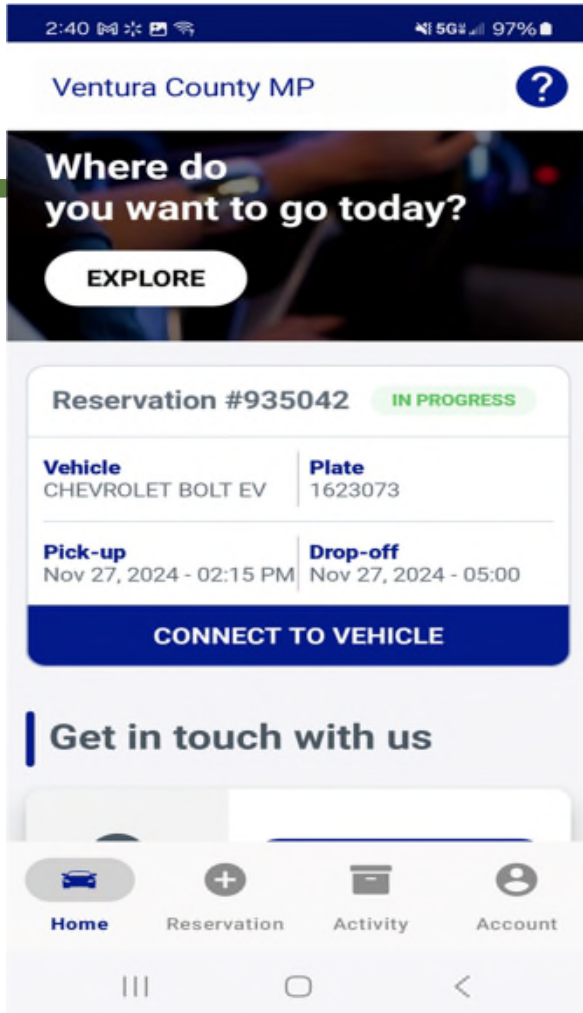 2:40 5G 97%
Ventura County MP
?
Where do
you want to go today?
EXPLORE
Reservation #935042 IN PROGRESS
Vehicle Plate
CHEVROLET BOLT EV 1623073
Pick-up Drop-off
Nov 27, 2024 - 02:15 PM Nov 27, 2024 - 05:00
CONNECT TO VEHICLE
Get in touch with us
Home Reservation Activity Account